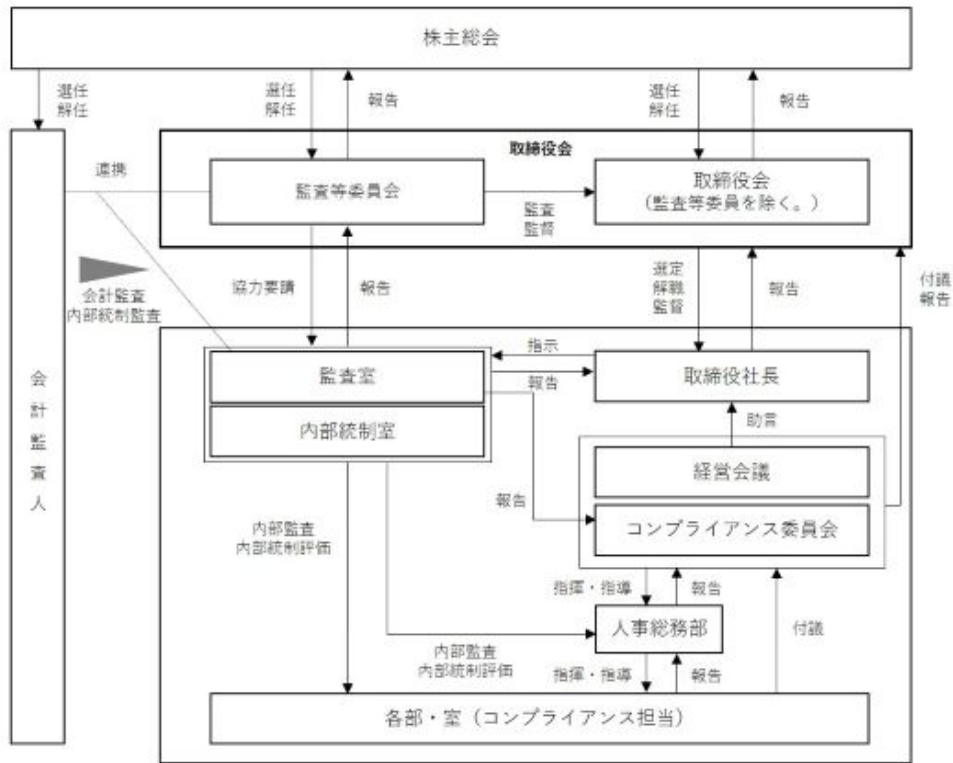 株主総会
選任
解任
選任
解任
報告
選任
解任
報告
取締役会
連携
監査等委員会
監査
監督
取締役会
(監査等委員を除く。)
会計監査
内部統制監査
協力要請
報告
選定
解職
監督
報告
付議
報告
会計監査人
監査室
内部統制室
指示
報告
取締役社長
助言
経営会議
コンプライアンス委員会
報告
内部監査
内部統制評価
指揮・指導
報告
人事総務部
付議
内部監査
内部統制評価
指揮・指導
報告
各部・室(コンプライアンス担当)